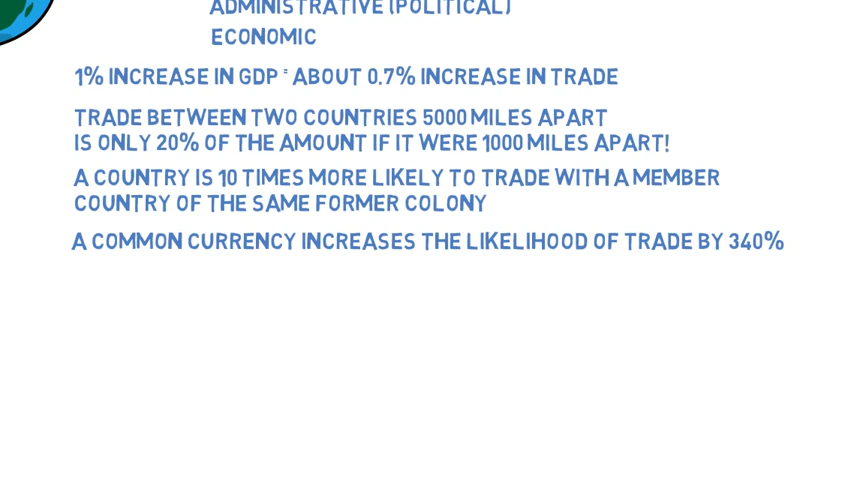 ADMINISTRATIVE (POLITICAL)
ECONOMIC
1% INCREASE IN GDP = ABOUT 0.7% INCREASE IN TRADE
TRADE BETWEEN TWO COUNTRIES 5000 MILES APART
IS ONLY 20% OF THE AMOUNT IF IT WERE 1000 MILES APART!
A COUNTRY IS 10 TIMES MORE LIKELY TO TRADE WITH A MEMBER
COUNTRY OF THE SAME FORMER COLONY
A COMMON CURRENCY INCREASES THE LIKELIHOOD OF TRADE BY 340%